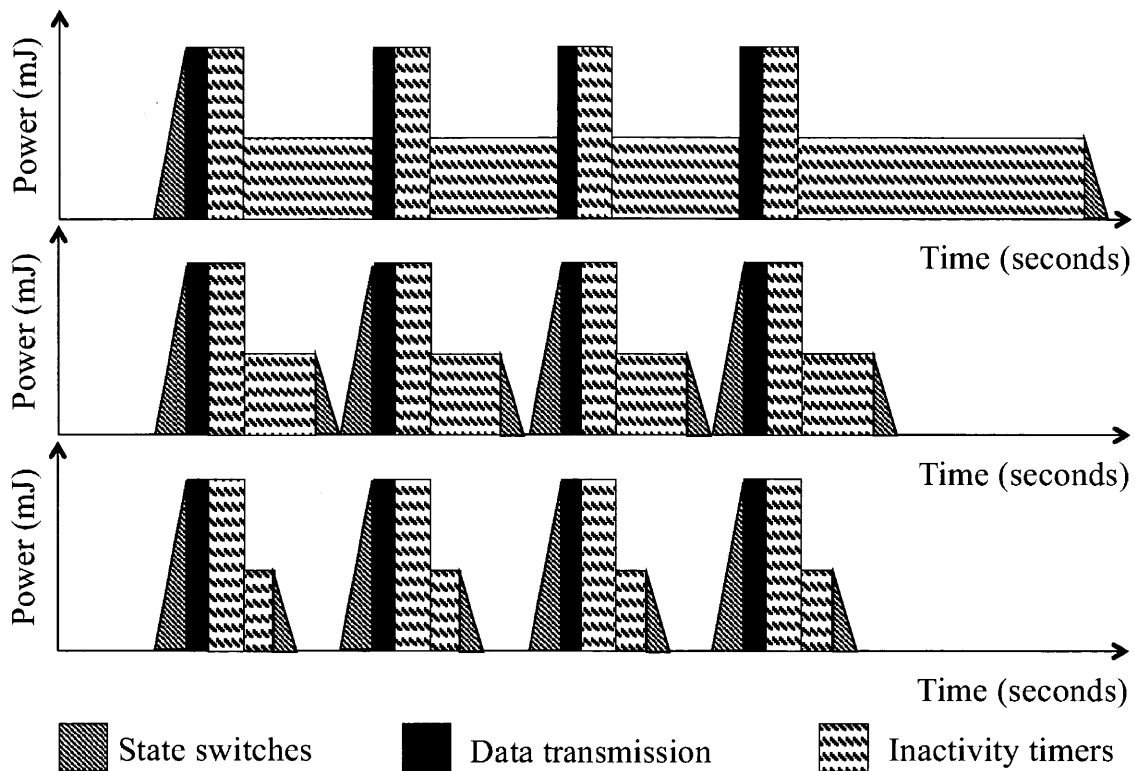 Power (mJ)
Time (seconds)
Power (mJ)
Time (seconds)
Power (mJ)
Time (seconds)
State switches
Data transmission
Inactivity timers